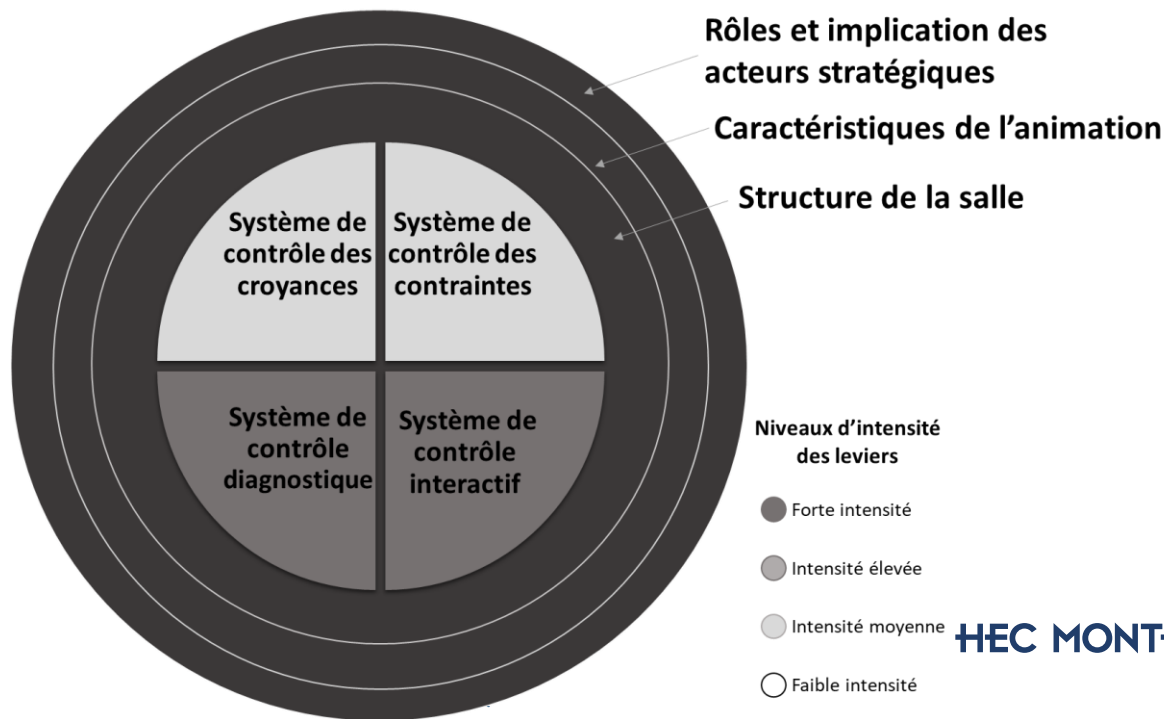 Rôles et implication des
acteurs stratégiques
Caractéristiques de l'animation
Structure de la salle
Système de
contrôle des
croyances
Système de
contrôle des
contraintes
Système de
contrôle
diagnostique
Système de
contrôle
interactif
Niveaux d'intensité
des leviers
Forte intensité
Intensité élevée
Intensité moyenne
Faible intensité
HEC MONT